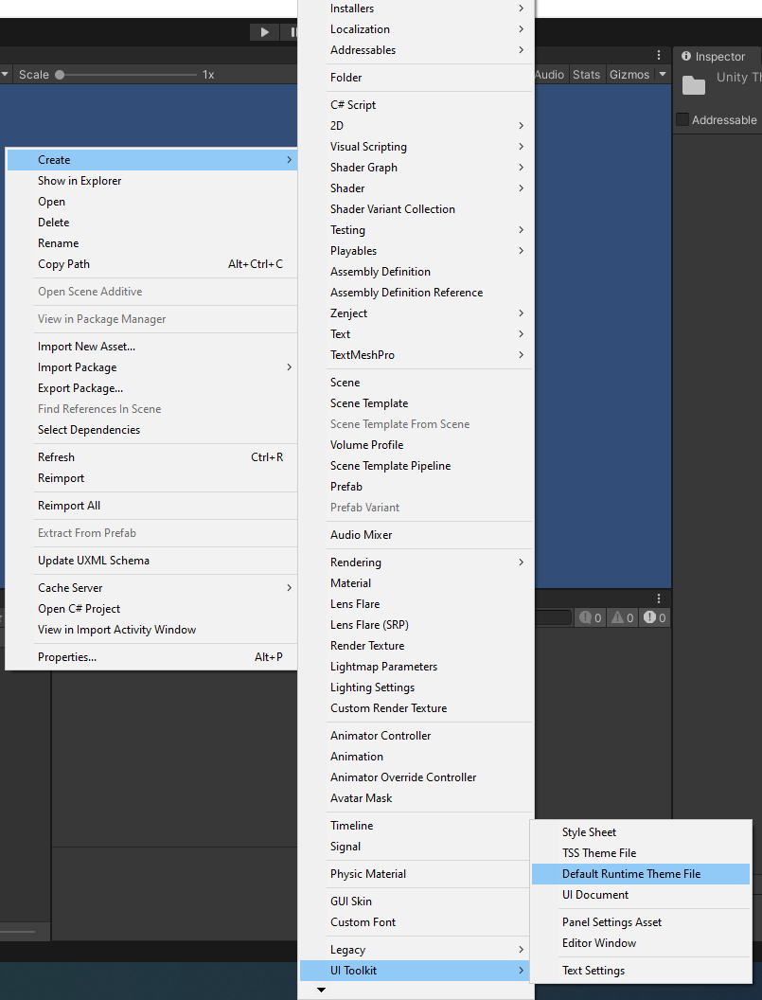 Scale 1x
Audio Stats Gizmos
Inspector
Unity Th
Addressable
Create
Show in Explorer
Open
Delete
Rename
Copy Path Alt+Ctrl+C
Open Scene Additive
View in Package Manager
Import New Asset...
Import Package
Export Package...
Find References In Scene
Select Dependencies
Refresh Ctrl+R
Reimport
Reimport All
Extract From Prefab
Update UXML Schema
Cache Server
Open C# Project
View in Import Activity Window
Properties... Alt+P
Installers
Localization
Addressables
Folder
C# Script
2D
Visual Scripting
Shader Graph
Shader
Shader Variant Collection
Testing
Playables
Assembly Definition
Assembly Definition Reference
Zenject
Text
TextMeshPro
Scene
Scene Template
Scene Template From Scene
Volume Profile
Scene Template Pipeline
Prefab
Prefab Variant
Audio Mixer
Rendering
Material
Lens Flare
Lens Flare (SRP)
Render Texture
Lightmap Parameters
Lighting Settings
Custom Render Texture
Animator Controller
Animation
Animator Override Controller
Avatar Mask
Timeline
Signal
Physic Material
GUI Skin
Custom Font
Legacy
UI Toolkit
0 0 0
Style Sheet
TSS Theme File
Default Runtime Theme File
UI Document
Panel Settings Asset
Editor Window
Text Settings